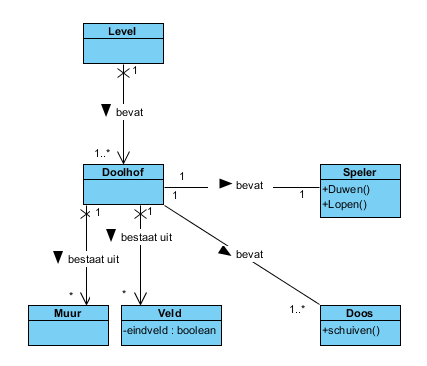 Level
1
bevat
1..*
Doolhof
1
1
bevat
1
Speler
+Duwen()
+Lopen()
1
1
bestaat uit
bestaat uit
bevat
*
*
1..*
Muur
Veld
-eindveld : boolean
Doos
+schuiven()